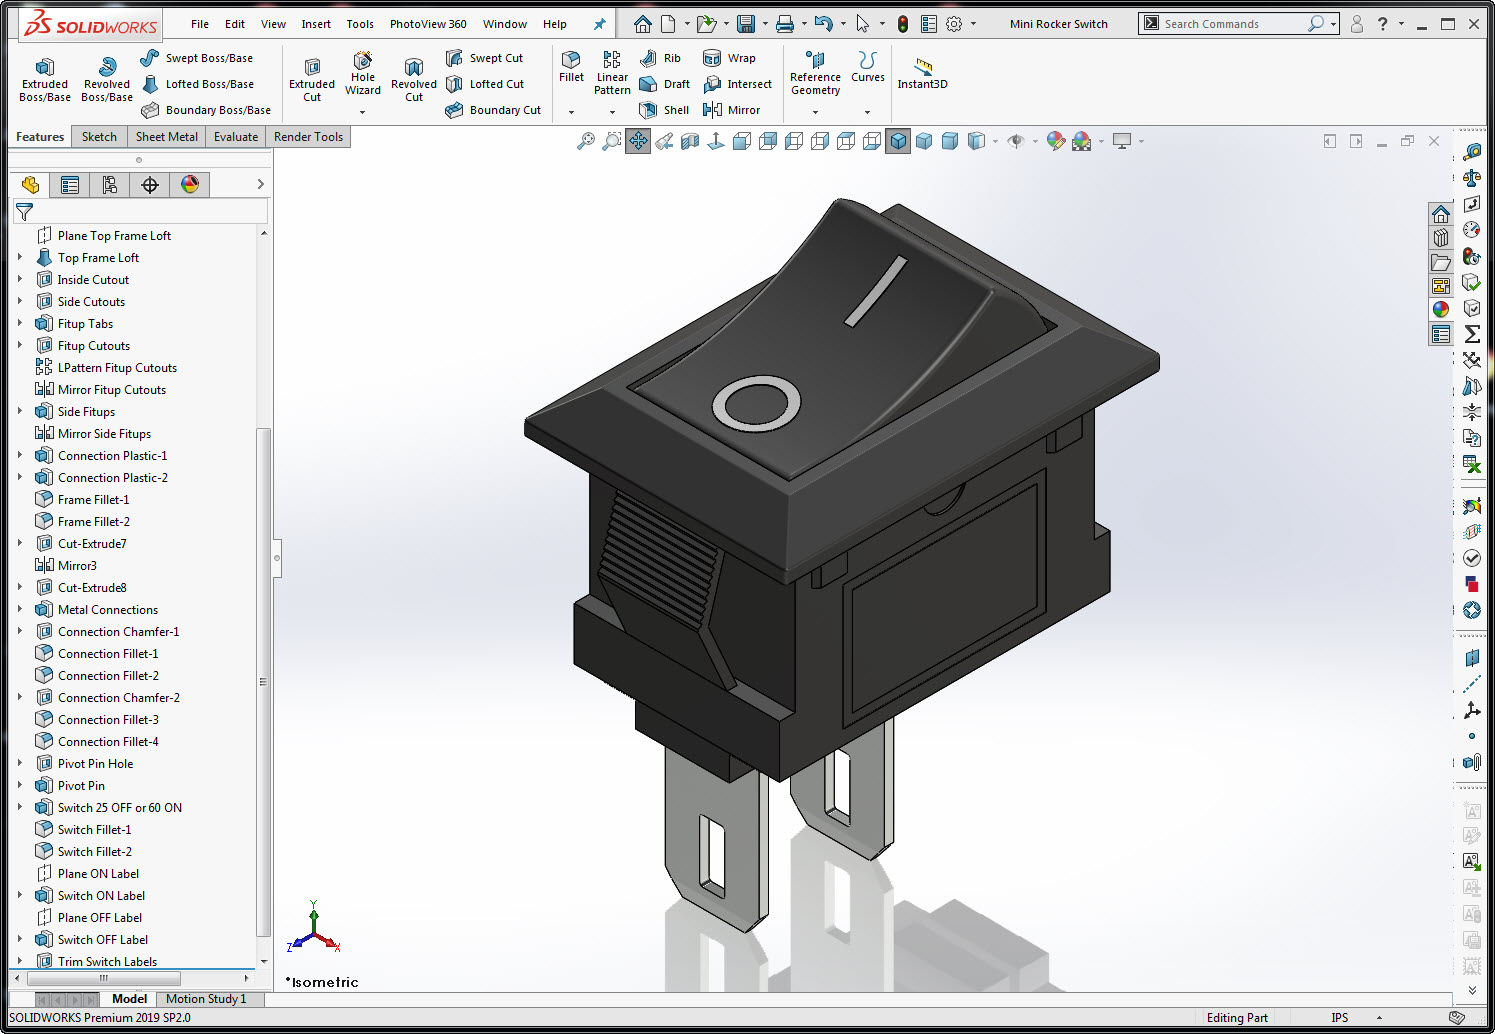 SOLIDWORKS File Edit View Insert Tools PhotoView 360 Window Help Mini Rocker Switch Search Commands
Extruded Boss/Base
Revolved Boss/Base
Swept Boss/Base
Lofted Boss/Base
Boundary Boss/Base
Extruded Cut
Hole Wizard
Revolved Cut
Swept Cut
Lofted Cut
Boundary Cut
Fillet
Linear Pattern
Rib
Draft
Shell
Wrap
Intersect
Mirror
Reference Geometry
Curves
Instant3D
Features Sketch Sheet Metal Evaluate Render Tools
Plane Top Frame Loft
Top Frame Loft
Inside Cutout
Side Cutouts
Fitup Tabs
Fitup Cutouts
LPattern Fitup Cutouts
Mirror Fitup Cutouts
Side Fitups
Mirror Side Fitups
Connection Plastic-1
Connection Plastic-2
Frame Fillet-1
Frame Fillet-2
Cut-Extrude7
Mirror3
Cut-Extrude8
Metal Connections
Connection Chamfer-1
Connection Fillet-1
Connection Fillet-2
Connection Chamfer-2
Connection Fillet-3
Connection Fillet-4
Pivot Pin Hole
Pivot Pin
Switch 25 OFF or 60 ON
Switch Fillet-1
Switch Fillet-2
Plane ON Label
Switch ON Label
Plane OFF Label
Switch OFF Label
Trim Switch Labels
Y
Z
X
*Isometric
Model Motion Study 1
SOLIDWORKS Premium 2019 SP2.0 Editing Part IPS